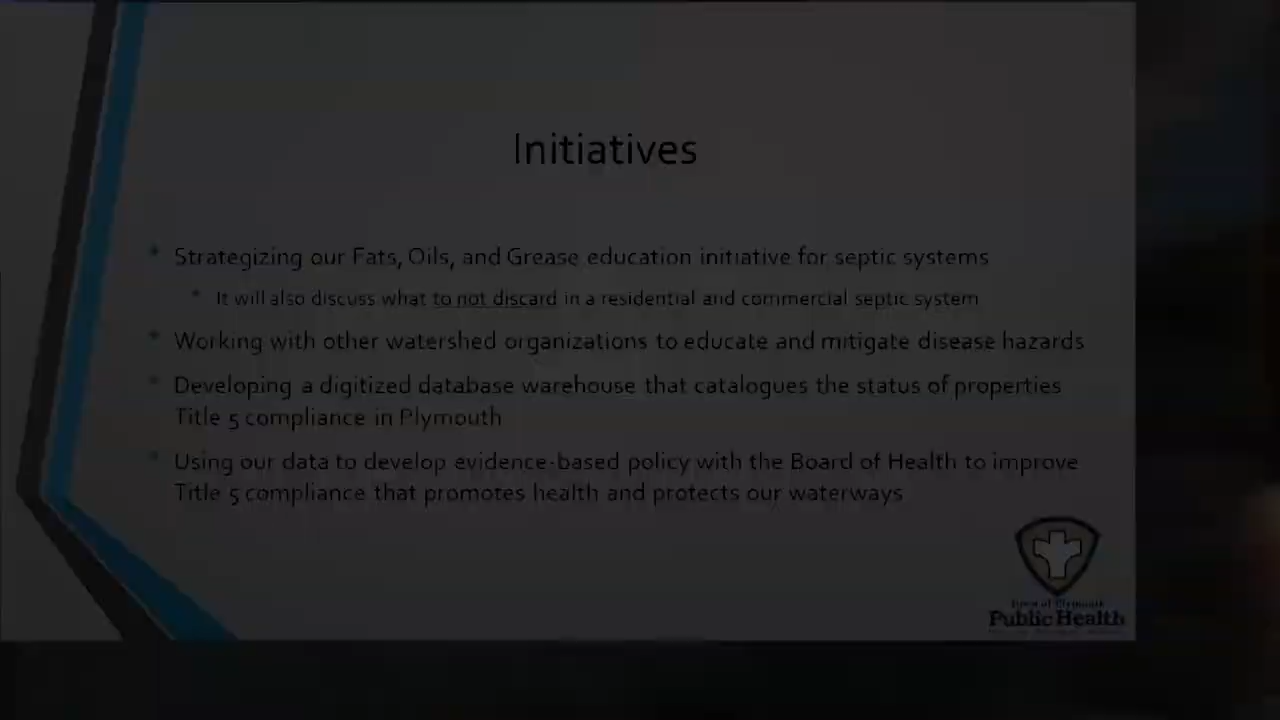 Initiatives
Strategizing our Fats, Oils, and Grease education initiative for septic systems
It will also discuss what to not discard in a residential and commercial septic system
Working with other watershed organizations to educate and mitigate disease hazards
Developing a digitized database warehouse that catalogues the status of properties
Title 5 compliance in Plymouth
Using our data to develop evidence-based policy with the Board of Health to improve
Title 5 compliance that promotes health and protects our waterways
Town of Plymouth
Public Health